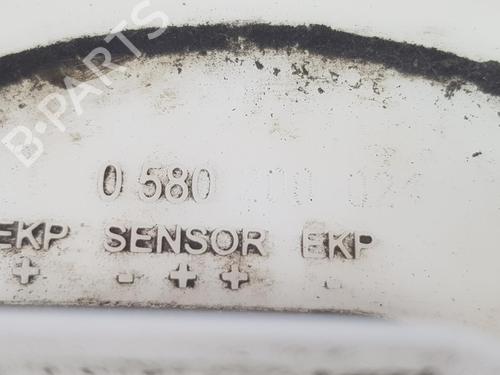 B-PARTS
0 580
EKP SENSOR EKP
+ - + + -